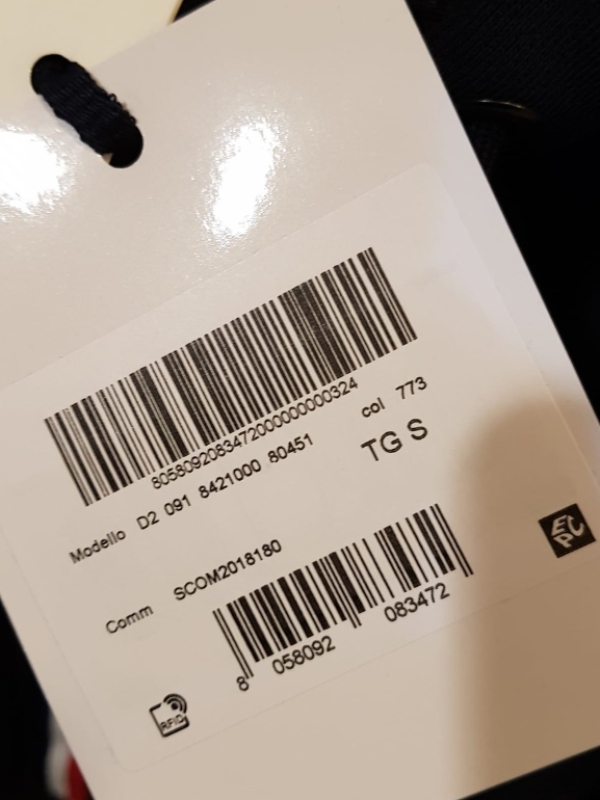 8058092083472000000000324
Modello D2 091 8421000 80451 col 773
TG S
Comm SCOM2018180
8 058092 083472
RFID
EPC